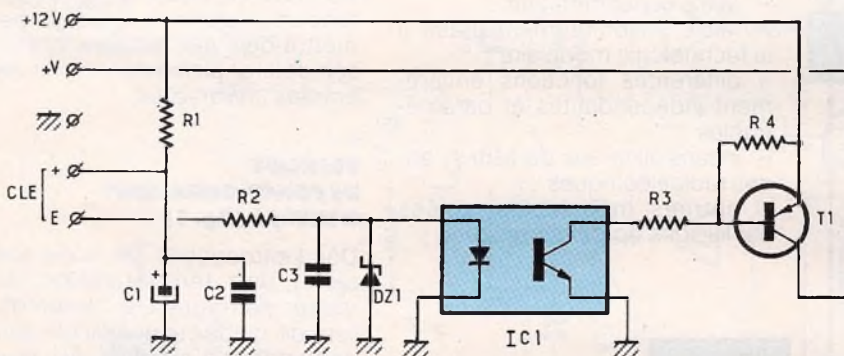 +12 V
+V
R1
R4
+
CLE
R2
E
R3
T1
+
C1
C2
C3
DZ1
IC1